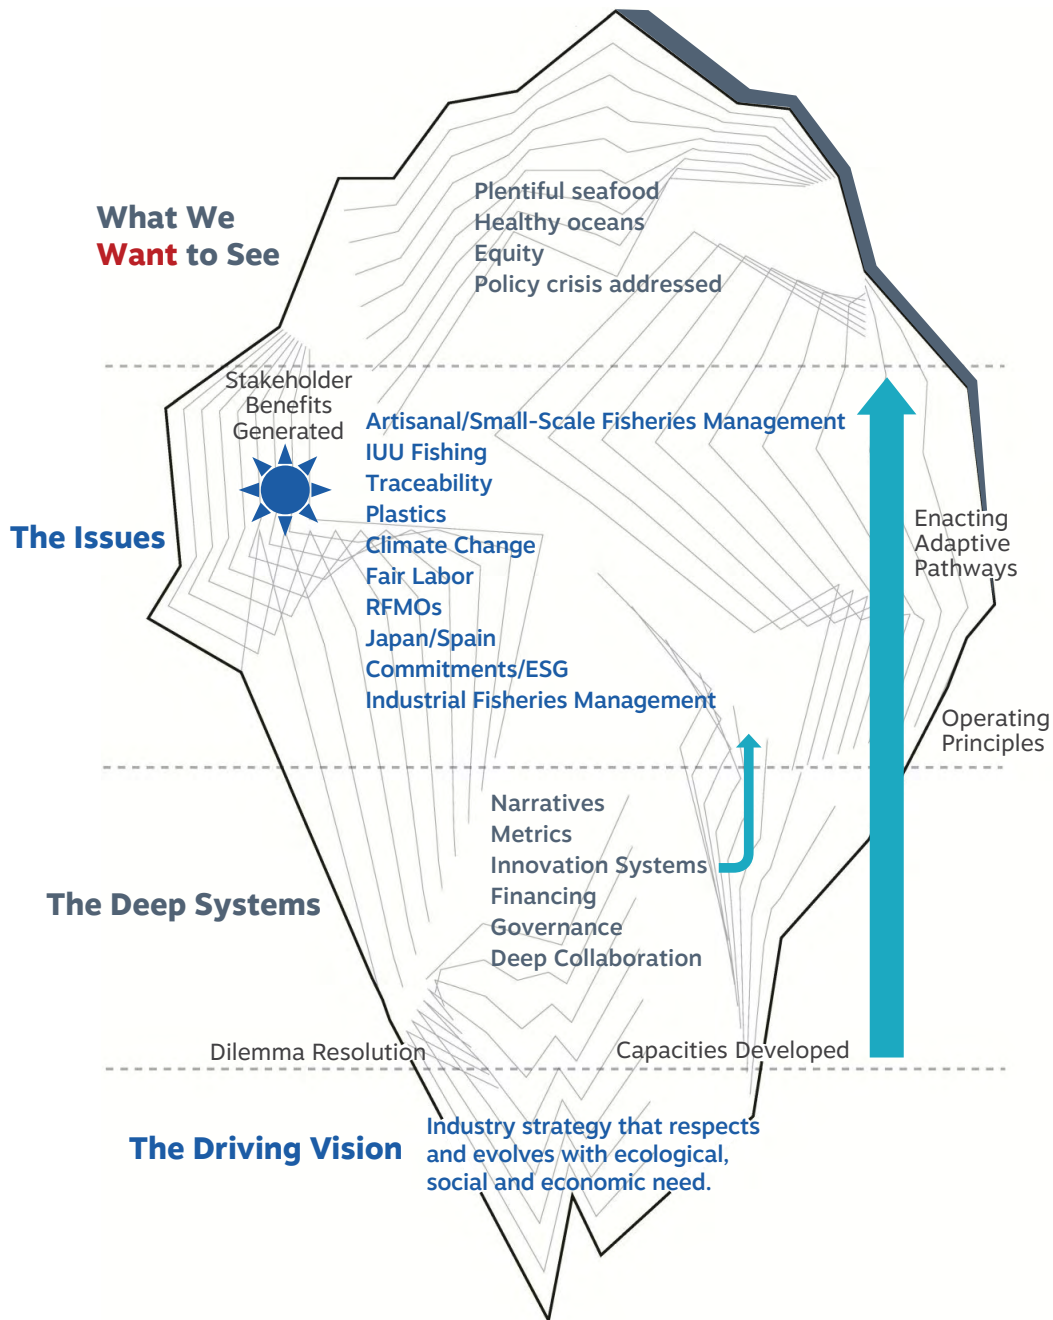 What We
Want to See
Plentiful seafood
Healthy oceans
Equity
Policy crisis addressed
Stakeholder
Benefits
Generated
The Issues
Artisanal/Small-Scale Fisheries Management
IUU Fishing
Traceability
Plastics
Climate Change
Fair Labor
RFMOs
Japan/Spain
Commitments/ESG
Industrial Fisheries Management
Enacting
Adaptive
Pathways
Operating
Principles
The Deep Systems
Narratives
Metrics
Innovation Systems
Financing
Governance
Deep Collaboration
Dilemma Resolution
Capacities Developed
The Driving Vision
Industry strategy that respects
and evolves with ecological,
social and economic need.